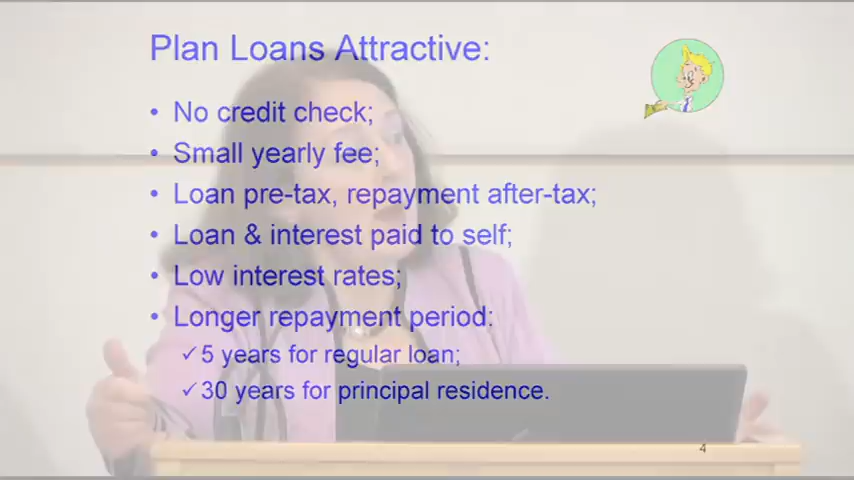 Plan Loans Attractive:
• No credit check;
• Small yearly fee;
• Loan pre-tax, repayment after-tax;
• Loan & interest paid to self;
• Low interest rates;
• Longer repayment period:
✓5 years for regular loan;
✓30 years for principal residence.
4